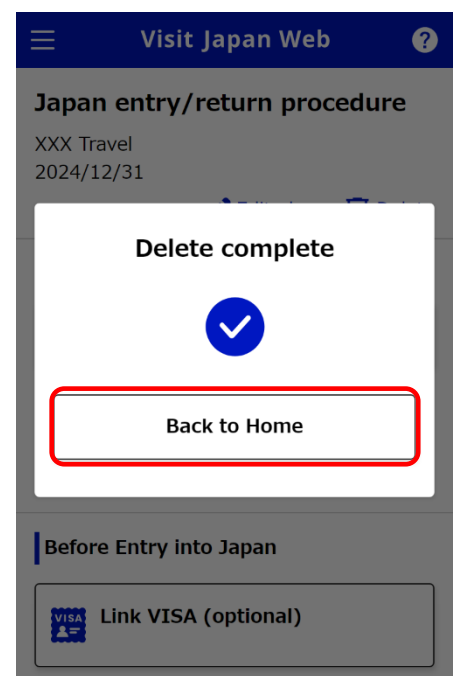 Visit Japan Web
?
Japan entry/return procedure
XXX Travel
2024/12/31
Delete complete
Back to Home
Before Entry into Japan
VISA
Link VISA (optional)